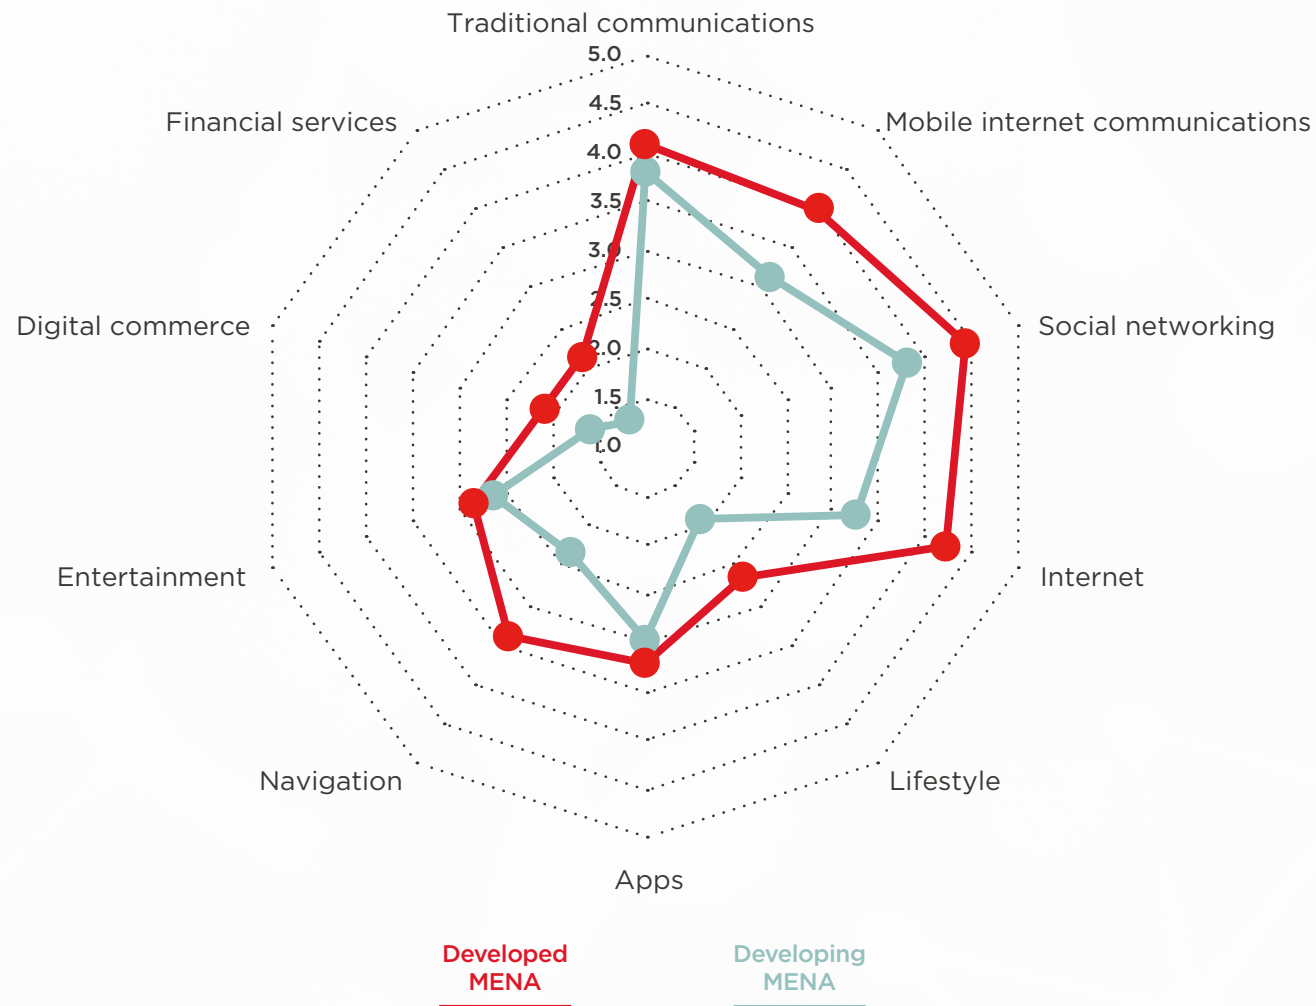 Traditional communications
5.0
4.5
Financial services
Mobile internet communications
4.0
3.5
3.0
2.5
Digital commerce
Social networking
2.0
1.5
1.0
Entertainment
Internet
Navigation
Lifestyle
Apps
Developed
MENA
Developing
MENA